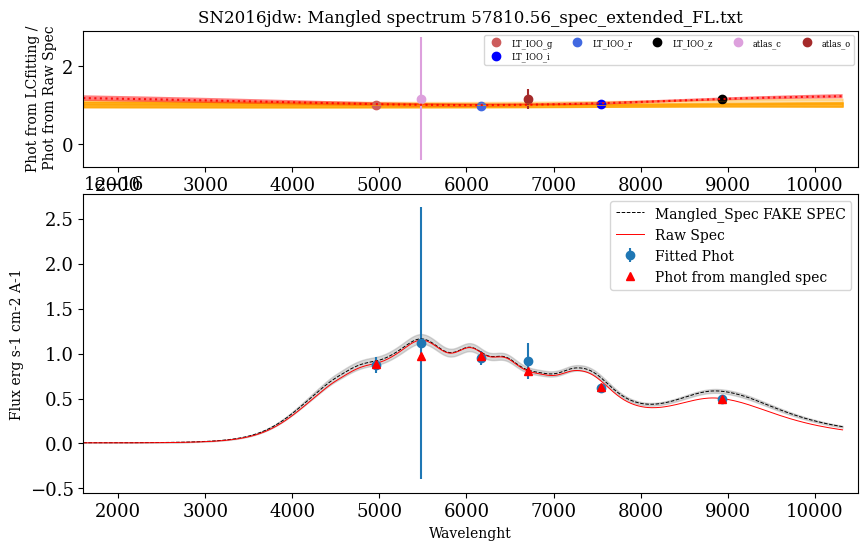 SN2016jdw: Mangled spectrum 57810.56_spec_extended_FL.txt
Phot from LCfitting /
Phot from Raw Spec
2
0
LT_IOO_g
LT_IOO_r
LT_IOO_z
atlas_c
atlas_o
LT_IOO_i
2000
3000
4000
5000
6000
7000
8000
9000
10000
1e−16
Flux erg s-1 cm-2 A-1
2.5
2.0
1.5
1.0
0.5
0.0
−0.5
Mangled_Spec FAKE SPEC
Raw Spec
Fitted Phot
Phot from mangled spec
2000
3000
4000
5000
6000
7000
8000
9000
10000
Wavelenght